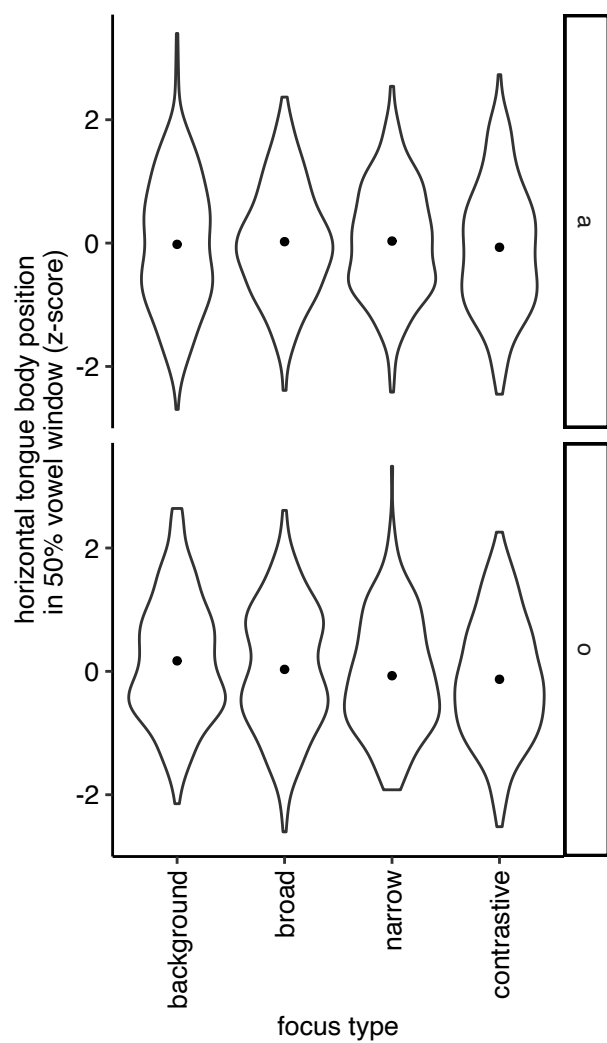 horizontal tongue body position
in 50% vowel window (z-score)
2
0
-2
a
2
0
-2
o
background
broad
narrow
contrastive
focus type